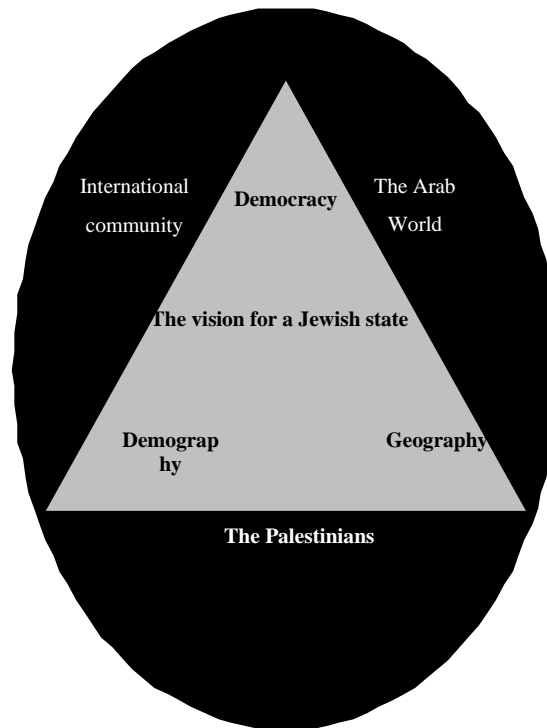 International
community
Democracy
The Arab
World
The vision for a Jewish state
Demograp
hy
Geography
The Palestinians